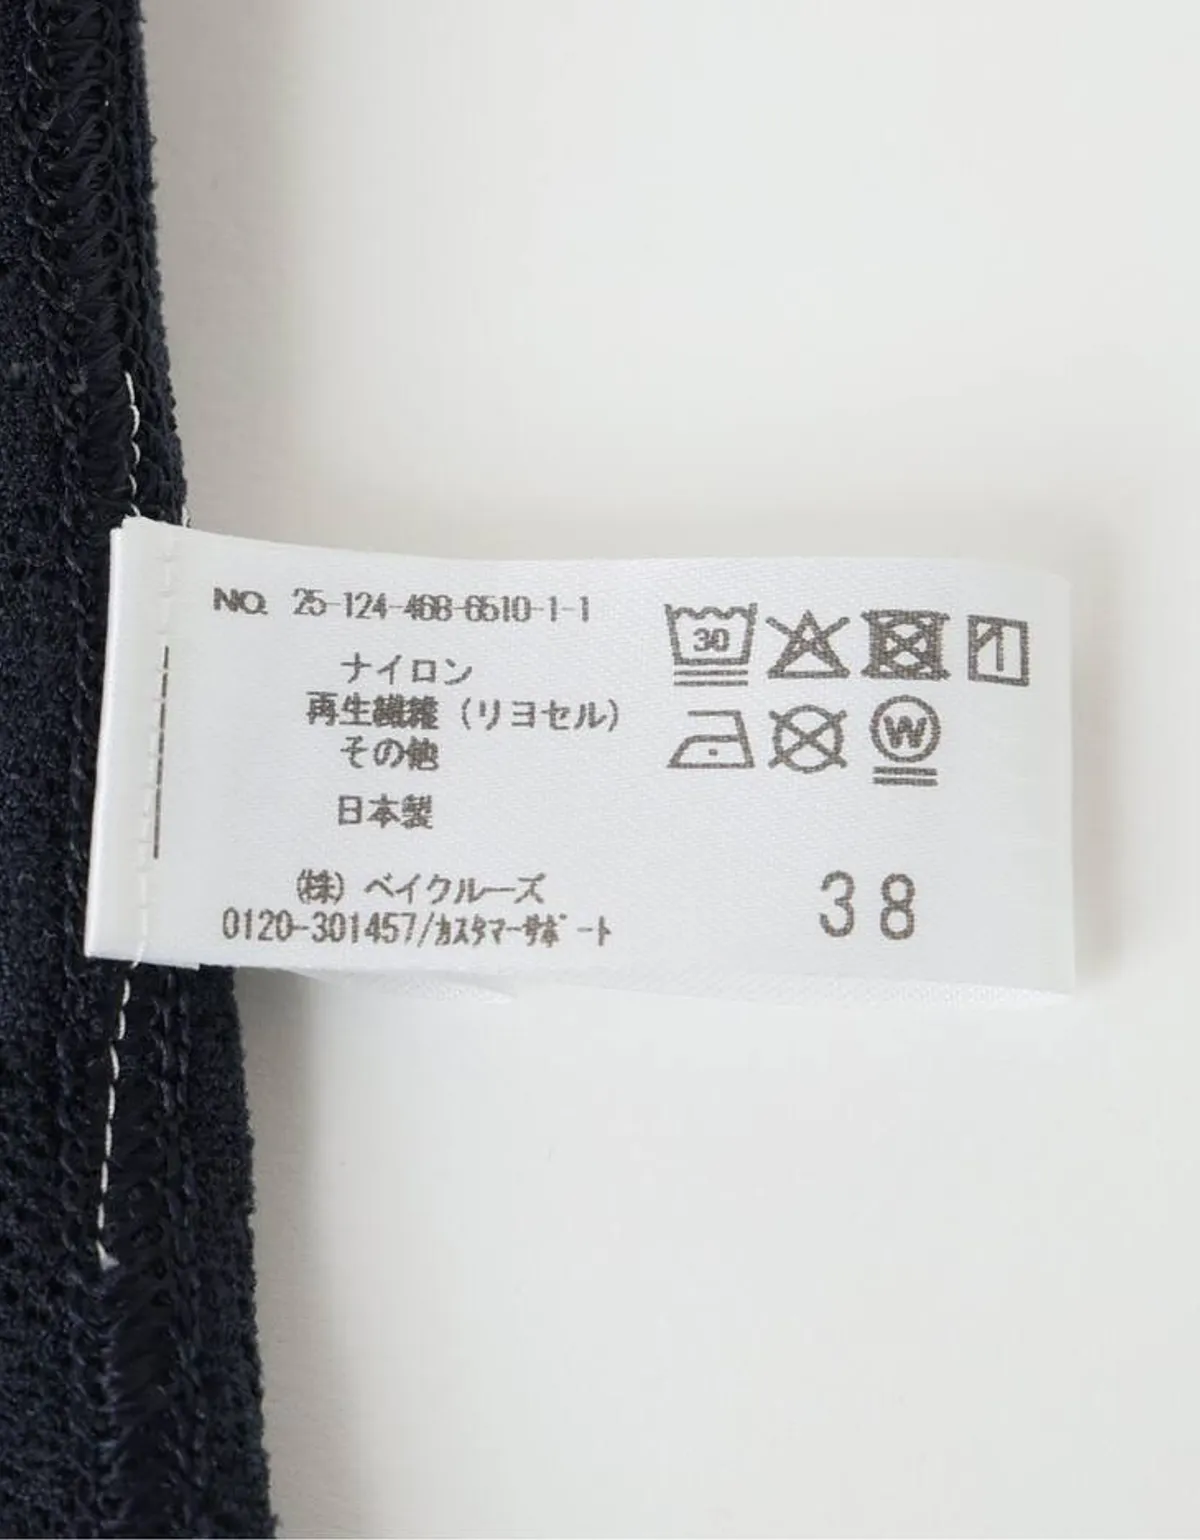 NO. 25-124-468-6510-1-1
ナイロン
再生繊維（リヨセル）
その他
日本製
㈱ ベイクルーズ
0120-301457/ｶｽﾀﾏｰｻﾎﾟｰﾄ
30
W
38